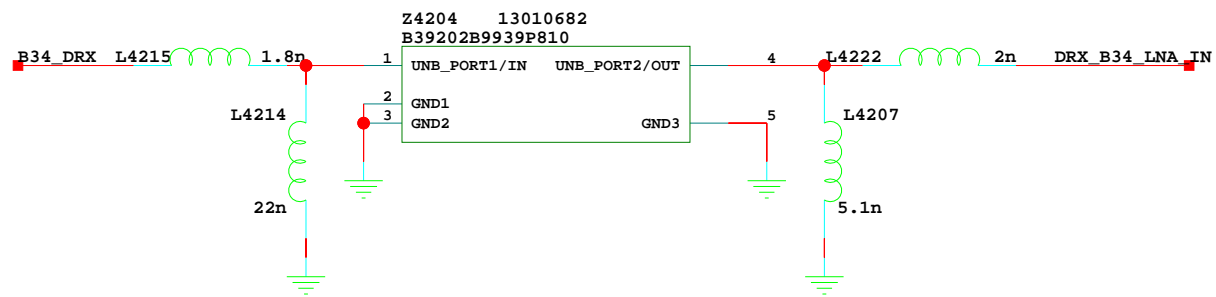 Z4204 13010682
B39202B9939P810
B34_DRX L4215 1.8n 1 UNB_PORT1/IN UNB_PORT2/OUT 4 L4222 2n DRX_B34_LNA_IN
2 GND1
3 GND2 GND3 5
L4214 L4207
22n 5.1n